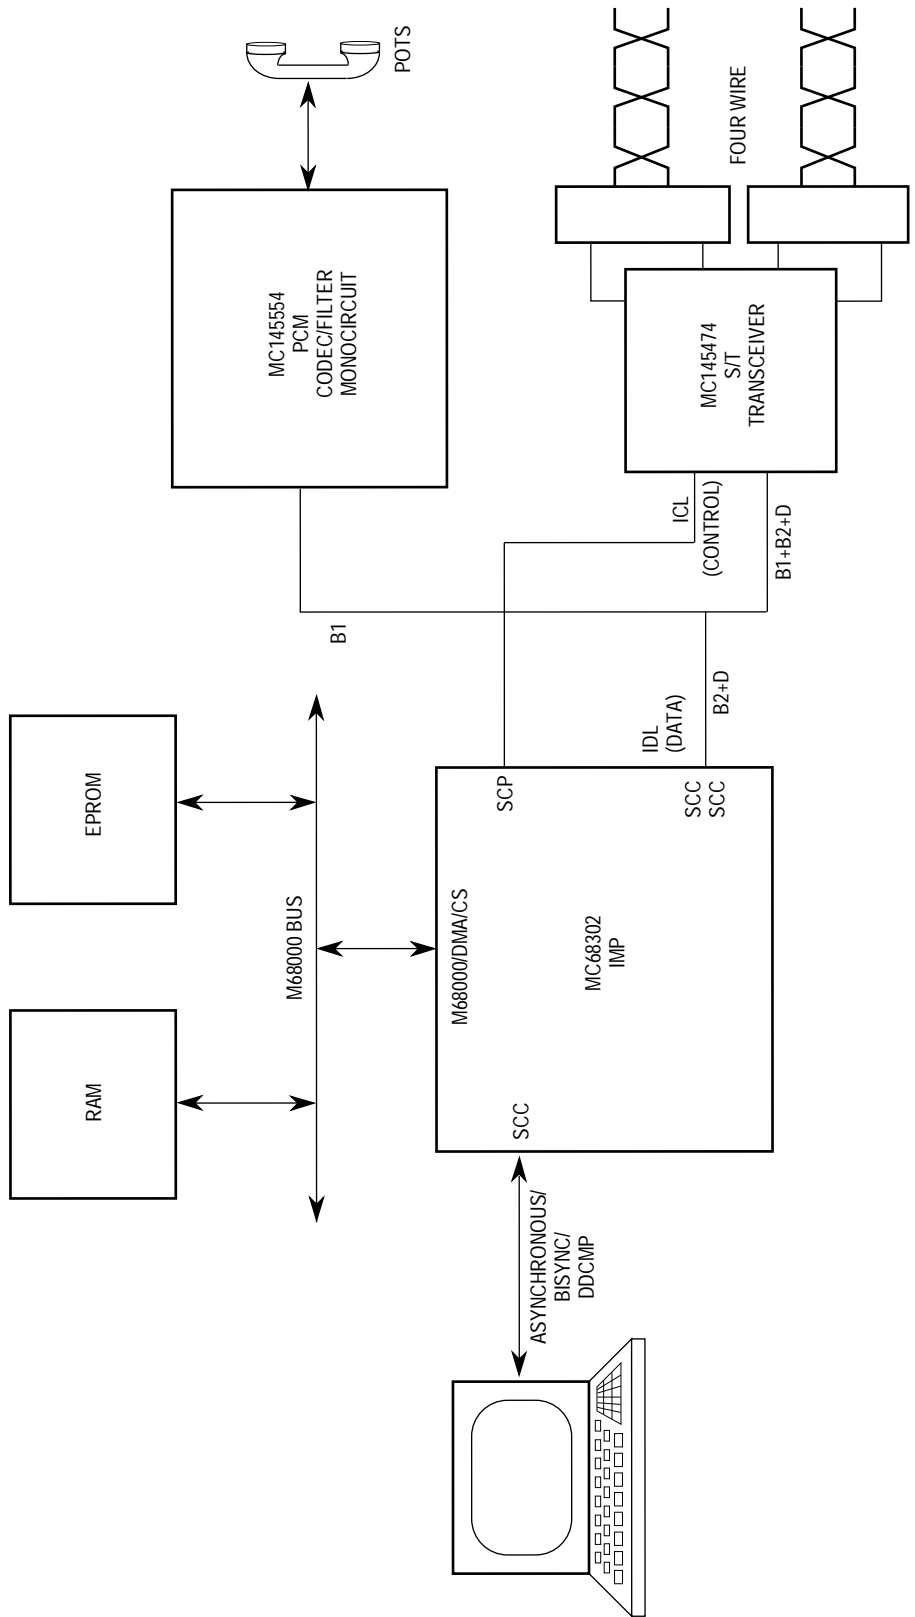 RAM
EPROM
M68000 BUS
MC145554
PCM
CODEC/FILTER
MONOCIRCUIT
POTS
B1
ASYNCHRONOUS/
BISYNC/
DDCMP
SCC
M68000/DMA/CS
SCP
MC68302
IMP
SCC
SCC
IDL
(DATA)
B2+D
ICL
(CONTROL)
B1+B2+D
MC145474
S/T
TRANSCEIVER
FOUR WIRE